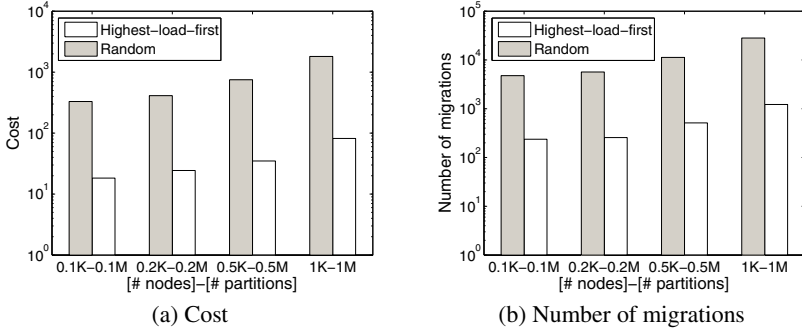 10^4
10^3
10^2
10^1
10^0
Cost
Highest−load−first
Random
0.1K−0.1M 0.2K−0.2M 0.5K−0.5M 1K−1M
[# nodes]−[# partitions]
(a) Cost
10^5
10^4
10^3
10^2
10^1
10^0
Number of migrations
Highest−load−first
Random
0.1K−0.1M 0.2K−0.2M 0.5K−0.5M 1K−1M
[# nodes]−[# partitions]
(b) Number of migrations